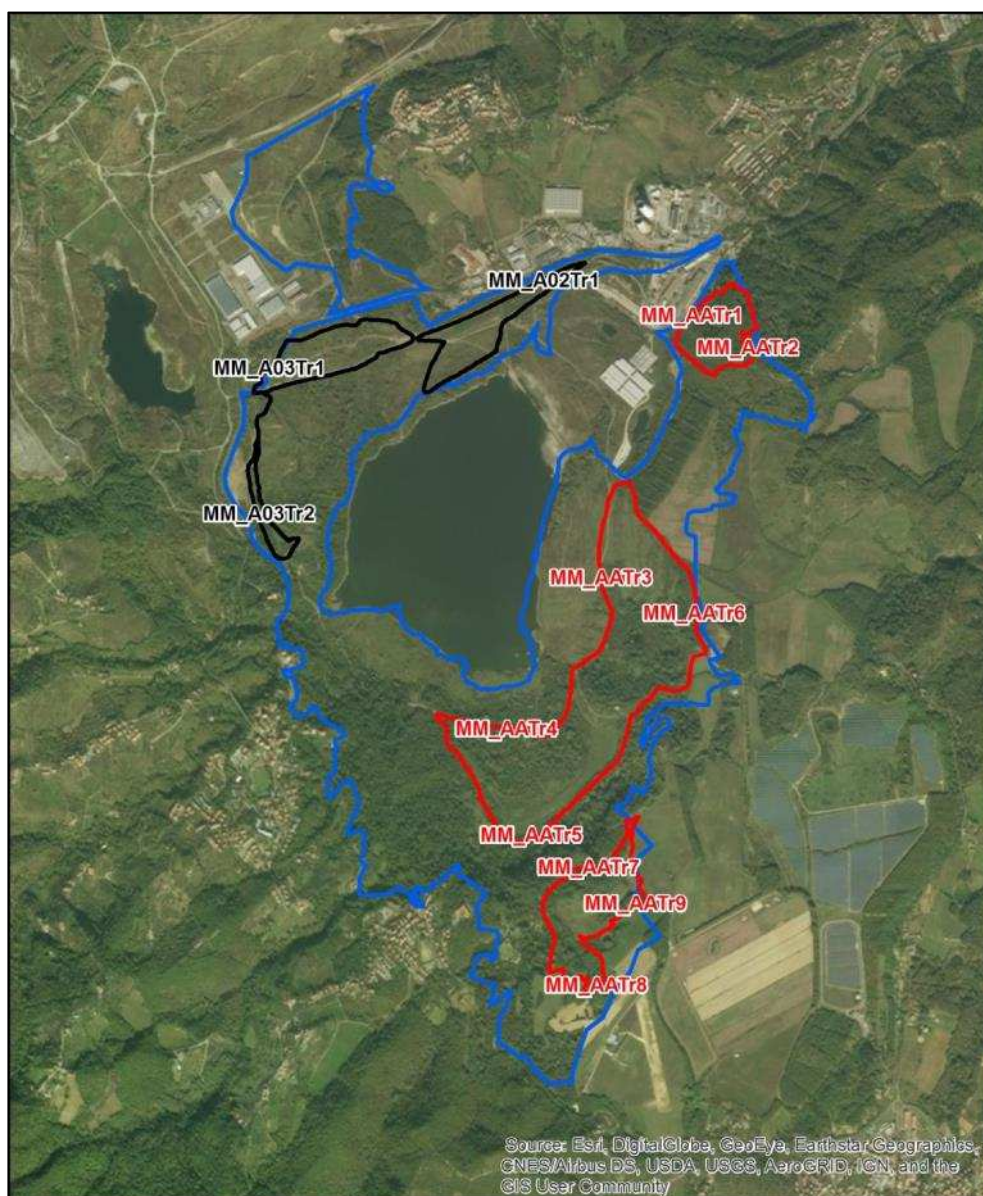 MM_A02Tr1
MM_AATr1
MM_AATr2
MM_A03Tr1
MM_A03Tr2
MM_AATr3
MM_AATr6
MM_AATr4
MM_AATr5
MM_AATr7
MM_AATr9
MM_AATr8
Source: Esri, DigitalGlobe, GeoEye, Earthstar Geographics,
CNES/Airbus DS, USDA, USGS, AeroGRID, IGN, and the
GIS User Community